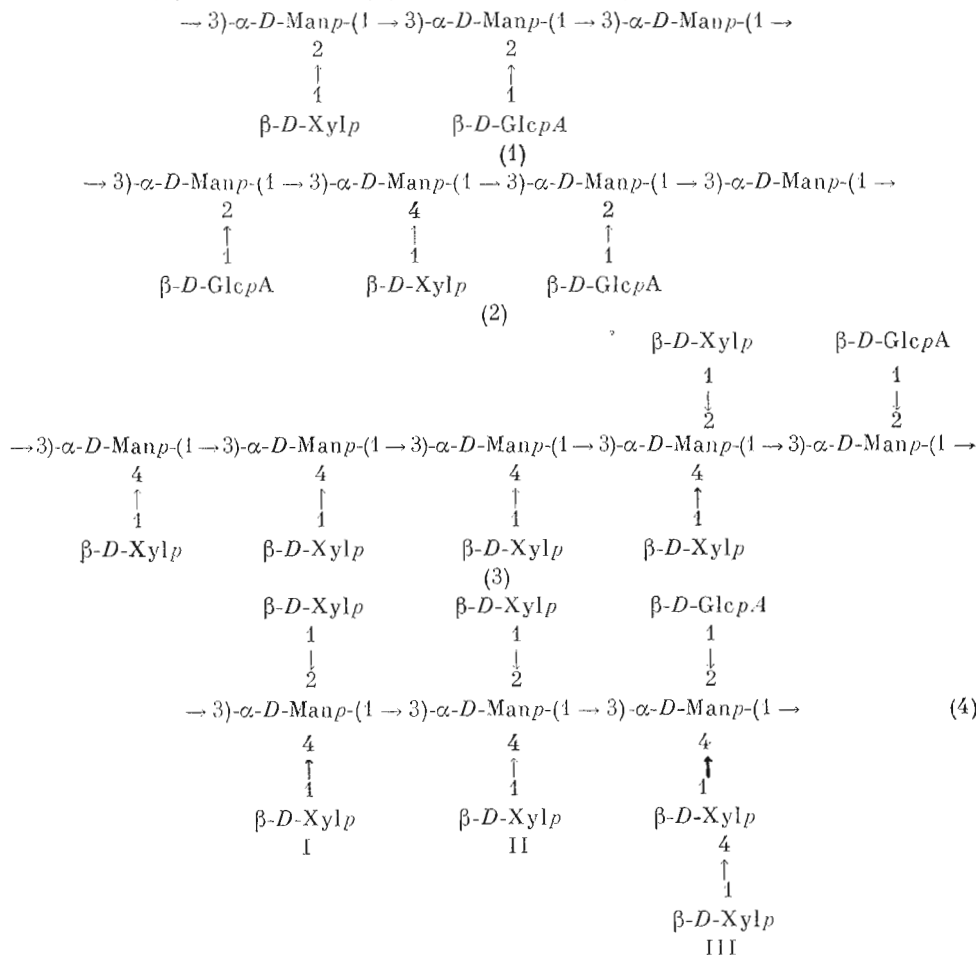 → 3)-α-D-Manp-(1 → 3)-α-D-Manp-(1 → 3)-α-D-Manp-(1 →
2 2
↑ ↑
1 1
β-D-Xylp β-D-GlcpA
(1)
→ 3)-α-D-Manp-(1 → 3)-α-D-Manp-(1 → 3)-α-D-Manp-(1 → 3)-α-D-Manp-(1 →
2 4 2
↑ ↑ ↑
1 1 1
β-D-GlcpA β-D-Xylp β-D-GlcpA
(2)
β-D-Xylp β-D-GlcpA
1 1
↓ ↓
2 2
→3)-α-D-Manp-(1 →3)-α-D-Manp-(1 → 3)-α-D-Manp-(1 → 3)-α-D-Manp-(1 → 3)-α-D-Manp-(1 →
4 4 4 4
↑ ↑ ↑ ↑
1 1 1 1
β-D-Xylp β-D-Xylp β-D-Xylp β-D-Xylp
(3)
β-D-Xylp β-D-Xylp β-D-GlcpA
1 1 1
↓ ↓ ↓
2 2 2
→ 3)-α-D-Manp-(1 → 3)-α-D-Manp-(1 → 3)-α-D-Manp-(1 → (4)
4 4 4
↑ ↑ ↑
1 1 1
β-D-Xylp β-D-Xylp β-D-Xylp
I II 4
↑
1
β-D-Xylp
III